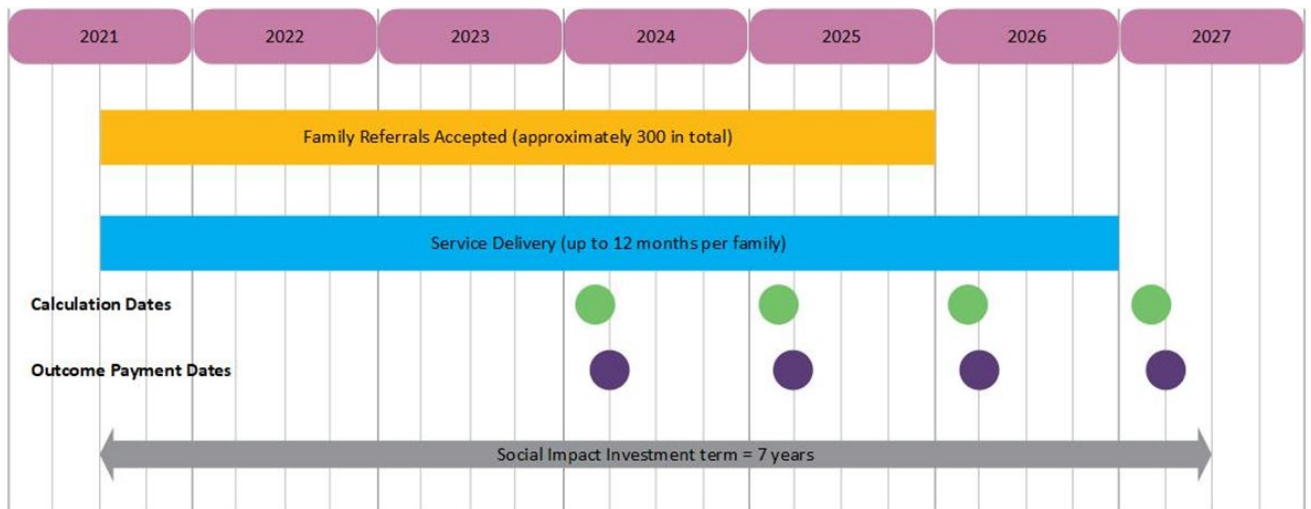 2021 2022 2023 2024 2025 2026 2027
Family Referrals Accepted (approximately 300 in total)
Service Delivery (up to 12 months per family)
Calculation Dates
Outcome Payment Dates
Social Impact Investment term = 7 years